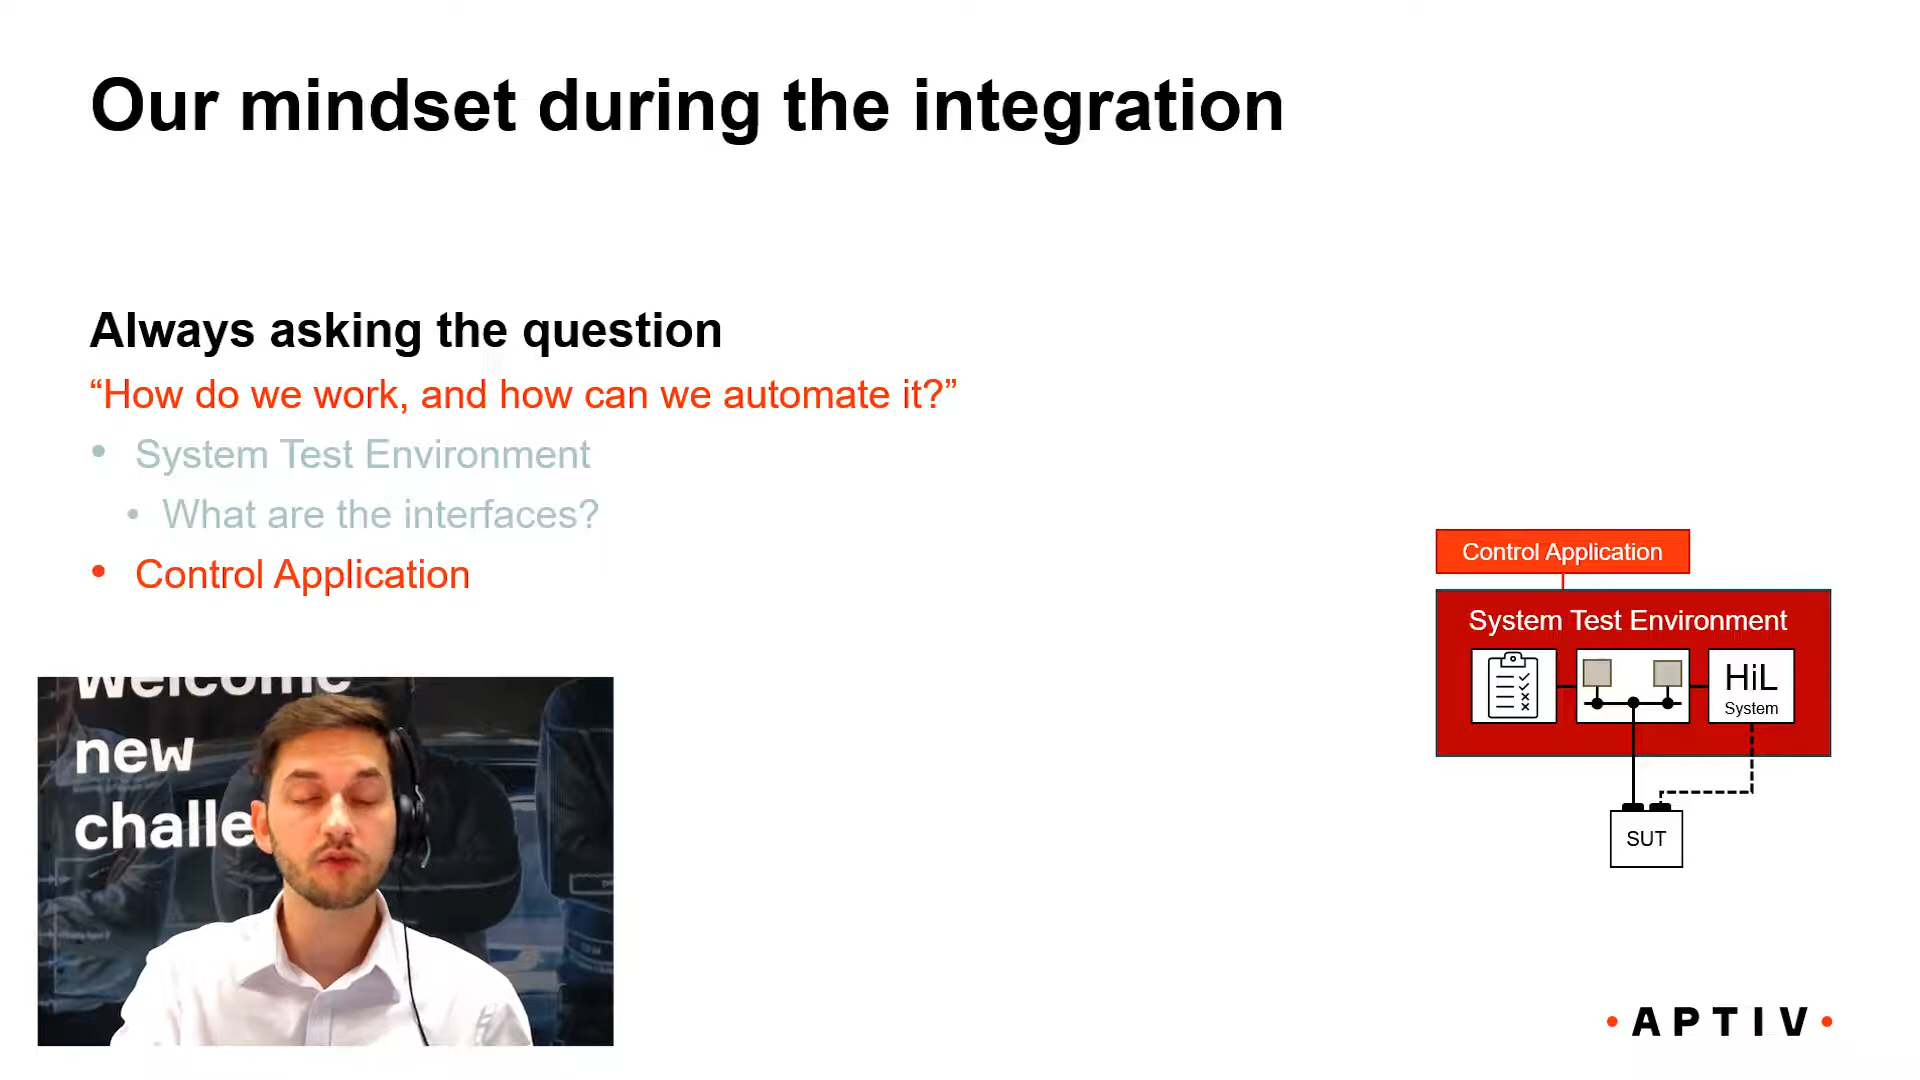 Our mindset during the integration
Always asking the question
“How do we work, and how can we automate it?”
• System Test Environment
• What are the interfaces?
• Control Application
Control Application
System Test Environment
HiL
System
SUT
Welcome
new
challe
• APTIV •